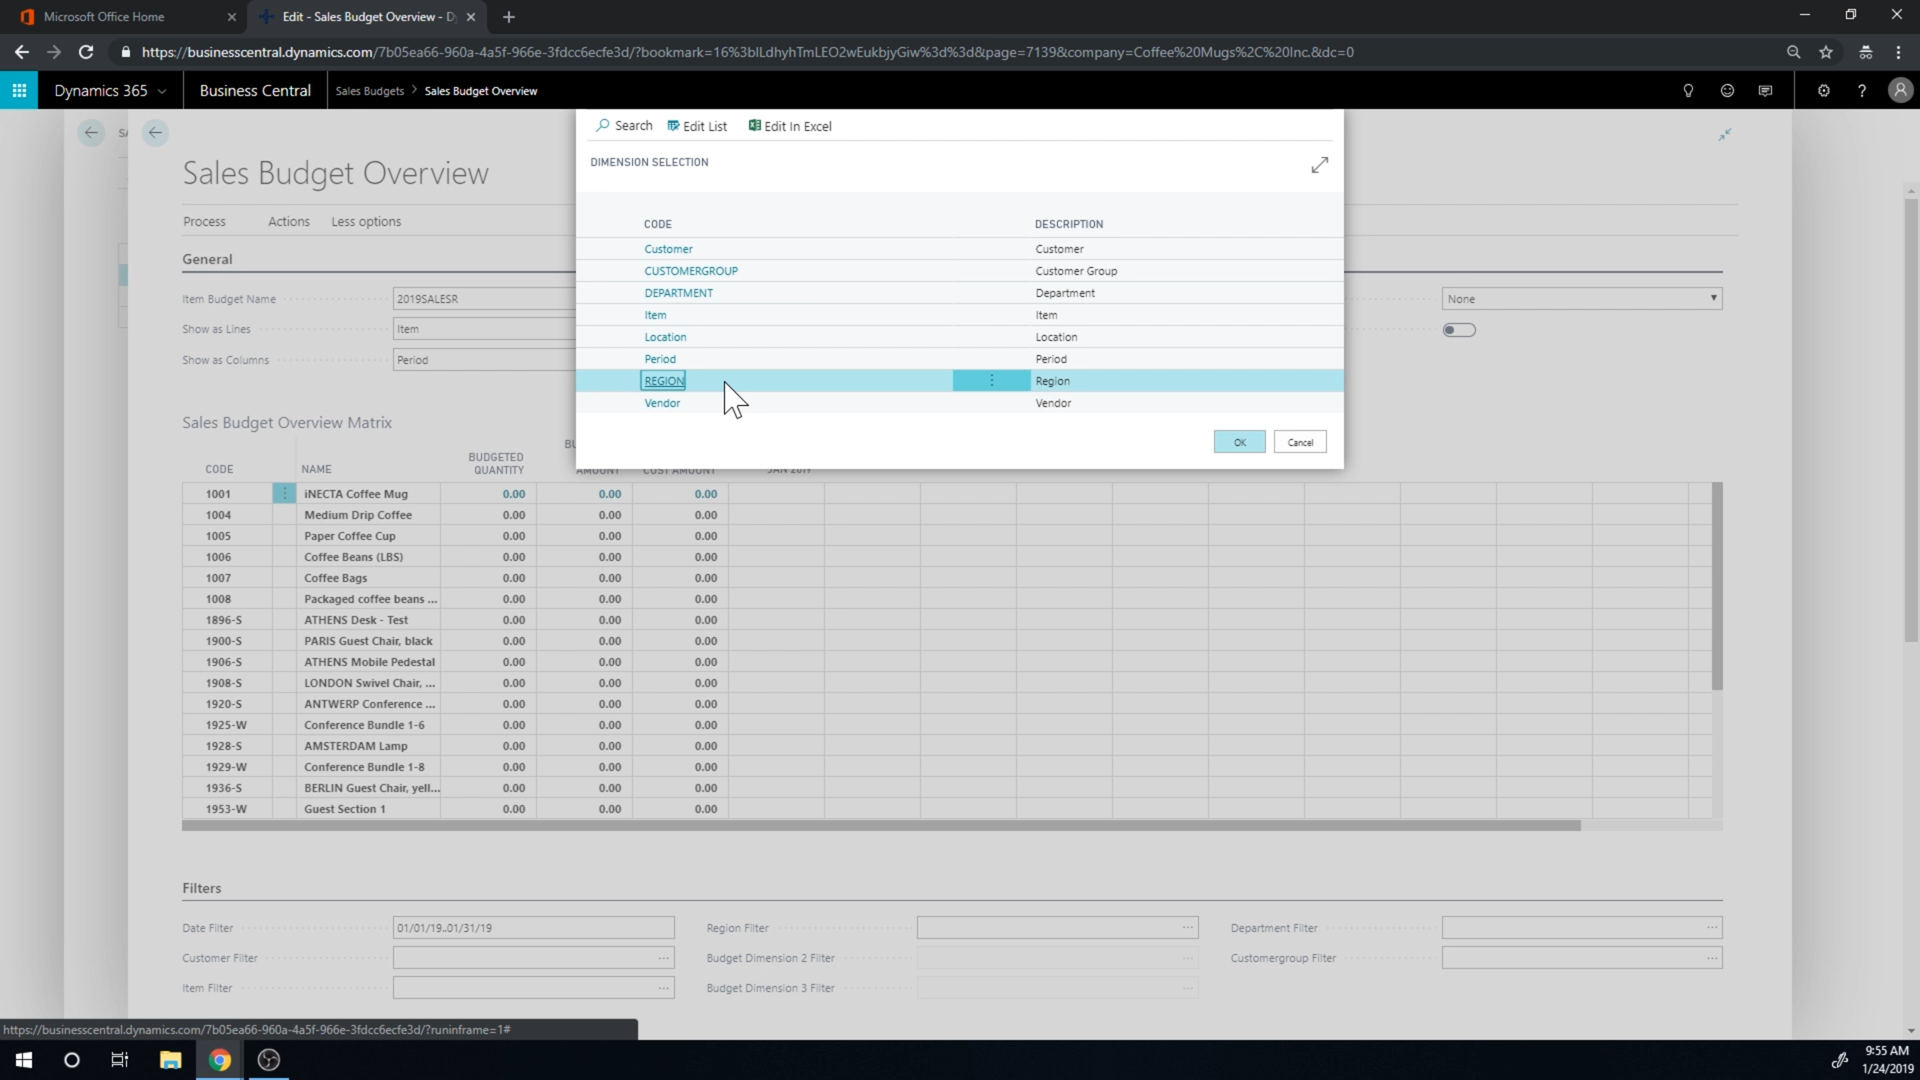 Microsoft Office Home
Edit - Sales Budget Overview - D
https://businesscentral.dynamics.com/7b05ea66-960a-4a5f-966e-3fdcc6ecfe3d/?bookmark=16%3bILdhyhTmLEO2wEukbjyGiw%3d%3d&page=7139&company=Coffee%20Mugs%2C%20Inc.&dc=0
Dynamics 365
Business Central
Sales Budgets > Sales Budget Overview
Search
Edit List
Edit In Excel
DIMENSION SELECTION
CODE DESCRIPTION
Customer Customer
CUSTOMERGROUP Customer Group
DEPARTMENT Department
Item Item
Location Location
Period Period
REGION Region
Vendor Vendor
OK
Cancel
Sales Budget Overview
Process Actions Less options
General
Item Budget Name 2019SALESR None
Show as Lines Item
Show as Columns Period
Sales Budget Overview Matrix
CODE NAME BUDGETED QUANTITY AMOUNT COST AMOUNT JAN 2019
1001 iNECTA Coffee Mug 0.00 0.00 0.00
1004 Medium Drip Coffee 0.00 0.00 0.00
1005 Paper Coffee Cup 0.00 0.00 0.00
1006 Coffee Beans (LBS) 0.00 0.00 0.00
1007 Coffee Bags 0.00 0.00 0.00
1008 Packaged coffee beans ... 0.00 0.00 0.00
1896-S ATHENS Desk - Test 0.00 0.00 0.00
1900-S PARIS Guest Chair, black 0.00 0.00 0.00
1906-S ATHENS Mobile Pedestal 0.00 0.00 0.00
1908-S LONDON Swivel Chair, ... 0.00 0.00 0.00
1920-S ANTWERP Conference ... 0.00 0.00 0.00
1925-W Conference Bundle 1-6 0.00 0.00 0.00
1928-S AMSTERDAM Lamp 0.00 0.00 0.00
1929-W Conference Bundle 1-8 0.00 0.00 0.00
1936-S BERLIN Guest Chair, yell... 0.00 0.00 0.00
1953-W Guest Section 1 0.00 0.00 0.00
Filters
Date Filter 01/01/19..01/31/19 Region Filter Department Filter
Customer Filter Budget Dimension 2 Filter Customergroup Filter
Item Filter Budget Dimension 3 Filter
https://businesscentral.dynamics.com/7b05ea66-960a-4a5f-966e-3fdcc6ecfe3d/?runinframe=1#
9:55 AM
1/24/2019